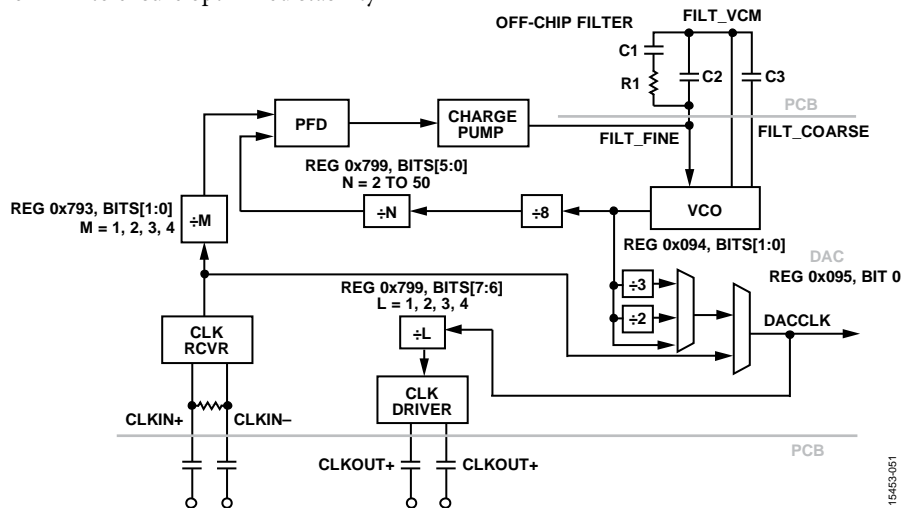 OFF-CHIP FILTER
FILT_VCM
C1
R1
C2
C3
PCB
PFD
CHARGE
PUMP
FILT_FINE
FILT_COARSE
REG 0x799, BITS[5:0]
N = 2 TO 50
REG 0x793, BITS[1:0]
M = 1, 2, 3, 4
÷M
÷N
÷8
VCO
REG 0x094, BITS[1:0]
DAC
REG 0x095, BIT 0
REG 0x799, BITS[7:6]
L = 1, 2, 3, 4
÷3
÷2
DACCLK
CLK
RCVR
÷L
CLK
DRIVER
CLKIN+
CLKIN–
PCB
CLKOUT+
CLKOUT+
15453-051